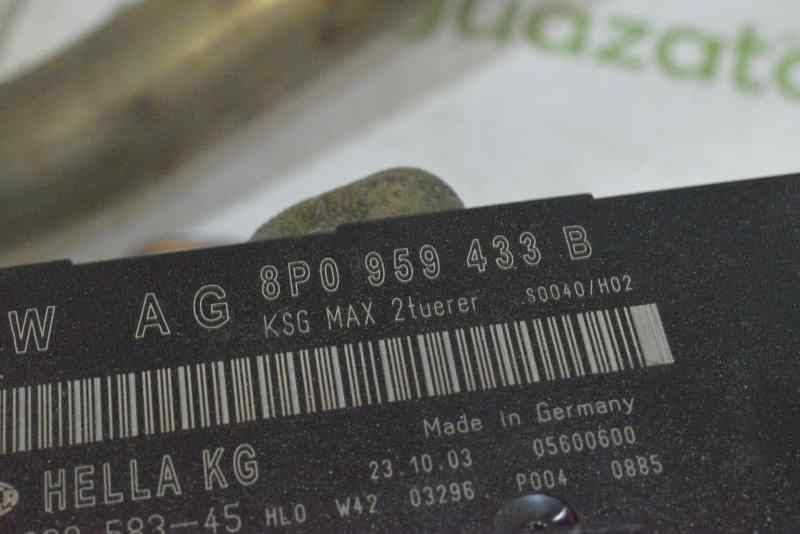 W AG 8P0 959 433 B
KSG MAX 2tuerer S0040/H02
Made In Germany
HELLA KG 23.10.03 05600600
583-45 HLO W42 03296 P004 0885